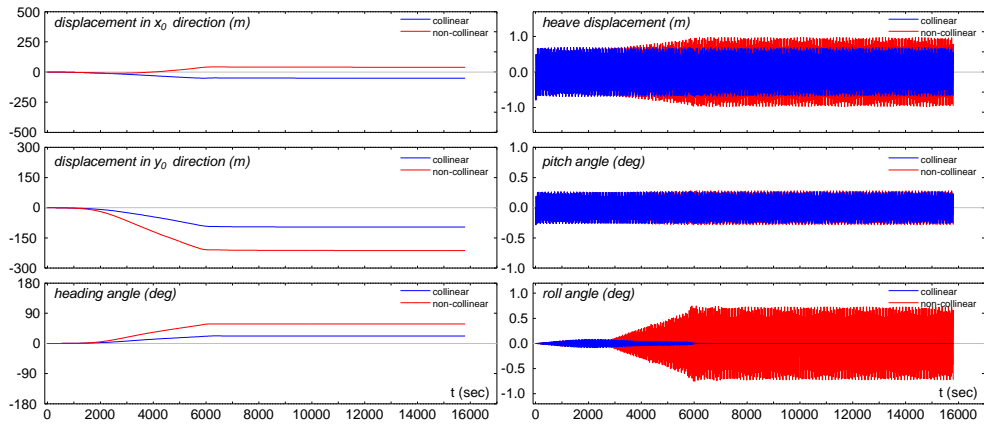 500
displacement in x0 direction (m)
collinear
non-collinear
250
0
-250
-500
300
displacement in y0 direction (m)
collinear
non-collinear
150
0
-150
-300
180
heading angle (deg)
collinear
non-collinear
90
0
-90
-180
t (sec)
0 2000 4000 6000 8000 10000 12000 14000 16000
heave displacement (m)
collinear
non-collinear
1.0
0.0
-1.0
1.0
pitch angle (deg)
collinear
non-collinear
0.5
0.0
-0.5
-1.0
roll angle (deg)
collinear
non-collinear
1.0
0.5
0.0
-0.5
-1.0
t (sec)
0 2000 4000 6000 8000 10000 12000 14000 16000